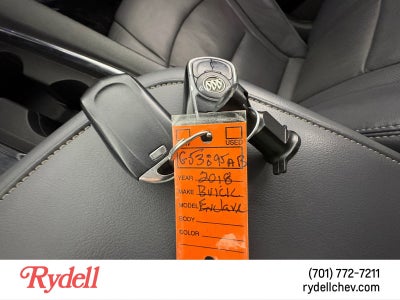 USED
G53895AB
YEAR 2018
MAKE Buick
MODEL Enclave
BODY
COLOR
Rydell
(701) 772-7211
rydellchev.com